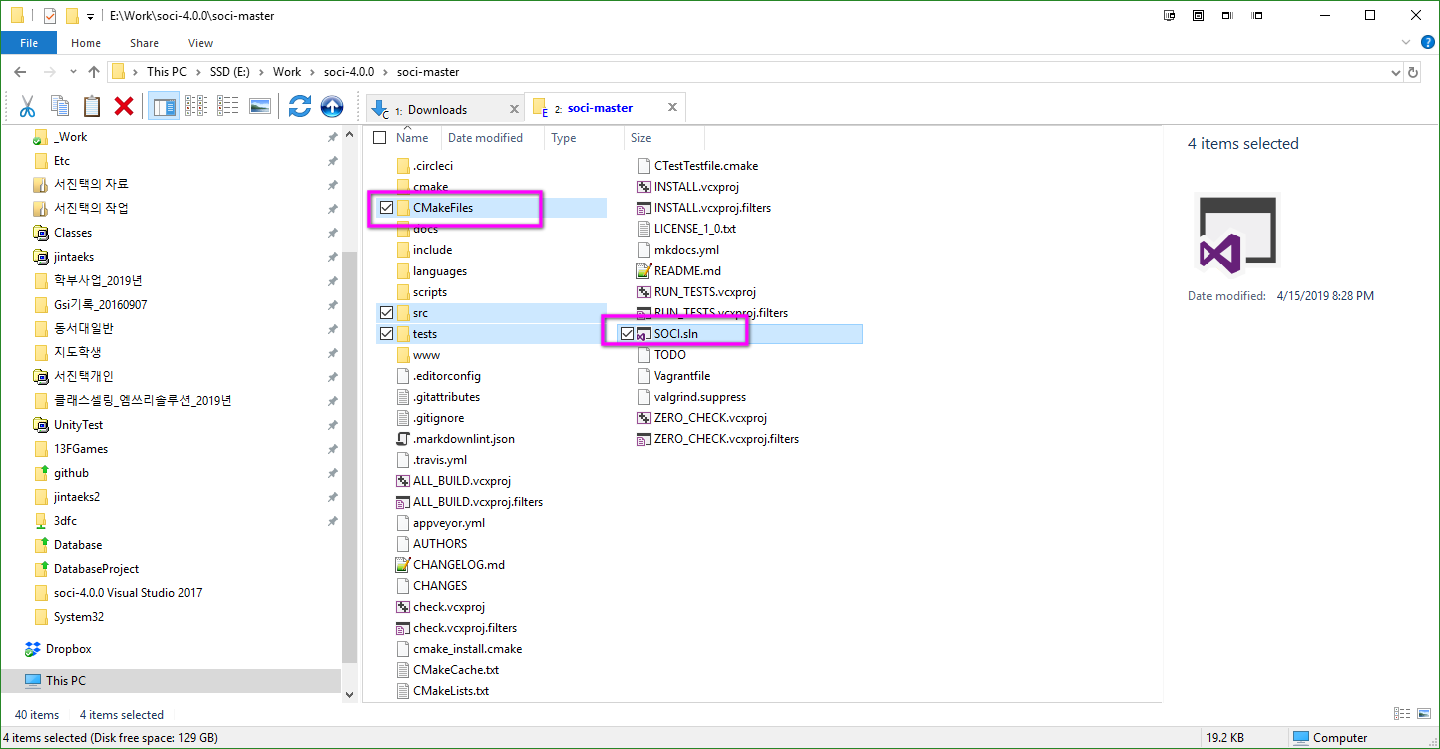 E:\Work\soci-4.0.0\soci-master
File Home Share View
This PC SSD (E:) Work soci-4.0.0 soci-master
1: Downloads 2: soci-master
C E
_Work
Etc
서진택의 자료
서진택의 작업
Classes
jintaeks
학부사업_2019년
Gsi기록_20160907
동서대일반
지도학생
서진택개인
클래스셀링_엠쓰리솔루션_2019년
UnityTest
13FGames
github
jintaeks2
3dfc
Database
DatabaseProject
soci-4.0.0 Visual Studio 2017
System32
Dropbox
This PC
Name Date modified Type Size
.circleci
cmake
CMakeFiles
docs
include
languages
scripts
src
tests
www
.editorconfig
.gitattributes
.gitignore
.markdownlint.json
.travis.yml
ALL_BUILD.vcxproj
ALL_BUILD.vcxproj.filters
appveyor.yml
AUTHORS
CHANGELOG.md
CHANGES
check.vcxproj
check.vcxproj.filters
cmake_install.cmake
CMakeCache.txt
CMakeLists.txt
CTestTestfile.cmake
INSTALL.vcxproj
INSTALL.vcxproj.filters
LICENSE_1_0.txt
mkdocs.yml
README.md
RUN_TESTS.vcxproj
RUN_TESTS.vcxproj.filters
SOCI.sln
TODO
Vagrantfile
valgrind.suppress
ZERO_CHECK.vcxproj
ZERO_CHECK.vcxproj.filters
4 items selected
Date modified: 4/15/2019 8:28 PM
40 items 4 items selected
4 items selected (Disk free space: 129 GB) 19.2 KB Computer